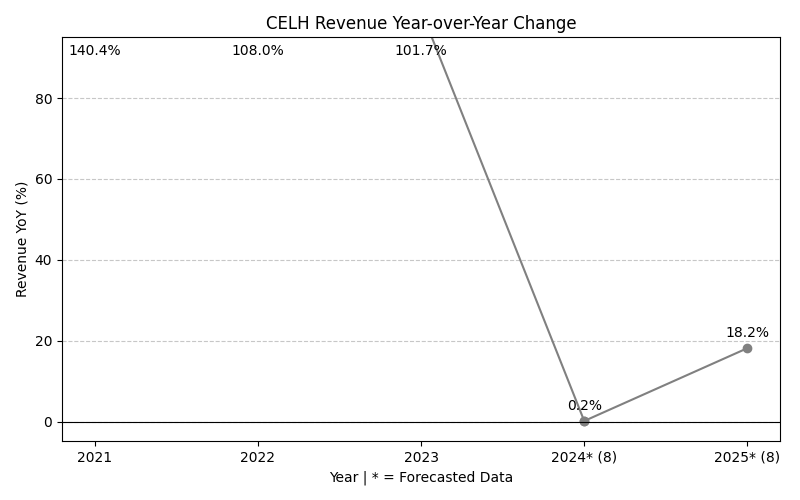 CELH Revenue Year-over-Year Change
140.4% 108.0% 101.7%
80
60
40
20
0
18.2%
0.2%
Revenue YoY (%)
2021 2022 2023 2024* (8) 2025* (8)
Year | * = Forecasted Data